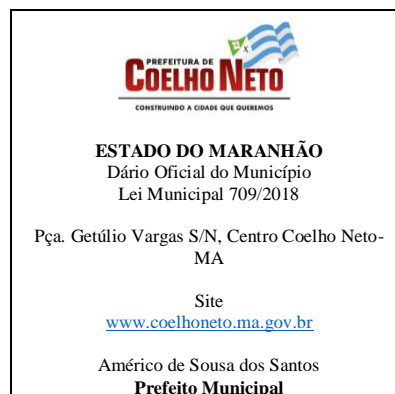 PREFEITURA DE
COELHO NETO
CONSTRUINDO A CIDADE QUE QUEREMOS
ESTADO DO MARANHÃO
Dário Oficial do Município
Lei Municipal 709/2018
Pça. Getúlio Vargas S/N, Centro Coelho Neto-
MA
Site
www.coelhoneto.ma.gov.br
Américo de Sousa dos Santos
Prefeito Municipal